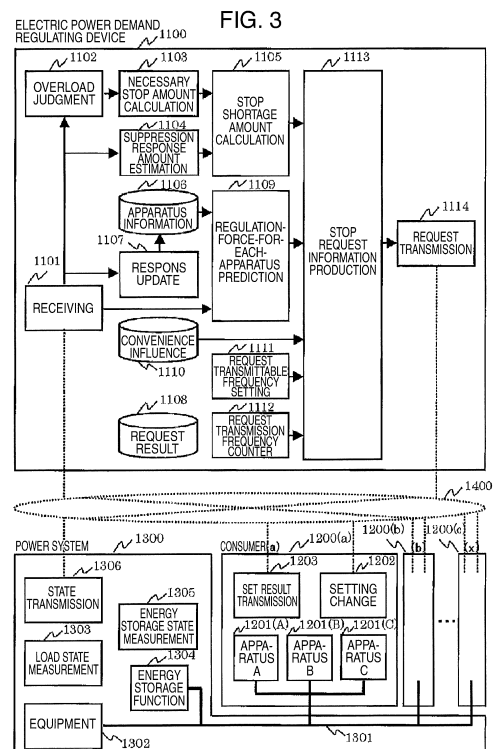 FIG. 3
ELECTRIC POWER DEMAND
REGULATING DEVICE
1100
1102
OVERLOAD
JUDGMENT
1103
NECESSARY
STOP AMOUNT
CALCULATION
1104
SUPPRESSION
RESPONSE
AMOUNT
ESTIMATION
1105
STOP
SHORTAGE
AMOUNT
CALCULATION
1113
STOP
REQUEST
INFORMATION
PRODUCTION
1106
APPARATUS
INFORMATION
1107
RESPONS
UPDATE
1109
REGULATION-
FORCE-FOR-
EACH-
APPARATUS
PREDICTION
1114
REQUEST
TRANSMISSION
1101
RECEIVING
CONVENIENCE
INFLUENCE
1110
1111
REQUEST
TRANSMITTABLE
FREQUENCY
SETTING
1108
REQUEST
RESULT
1112
REQUEST
TRANSMISSION
FREQUENCY
COUNTER
1400
POWER SYSTEM
1300
1306
STATE
TRANSMISSION
1303
LOAD STATE
MEASUREMENT
1305
ENERGY
STORAGE STATE
MEASUREMENT
1304
ENERGY
STORAGE
FUNCTION
EQUIPMENT
1302
1301
CONSUMER(a)
1200(a)
1203
SET RESULT
TRANSMISSION
1202
SETTING
CHANGE
1201(A)
APPA-
RATUS
A
1201(B)
APPA-
RATUS
B
1201(C)
APPA-
RATUS
C
1200(b)
(b)
1200(c)
(x)